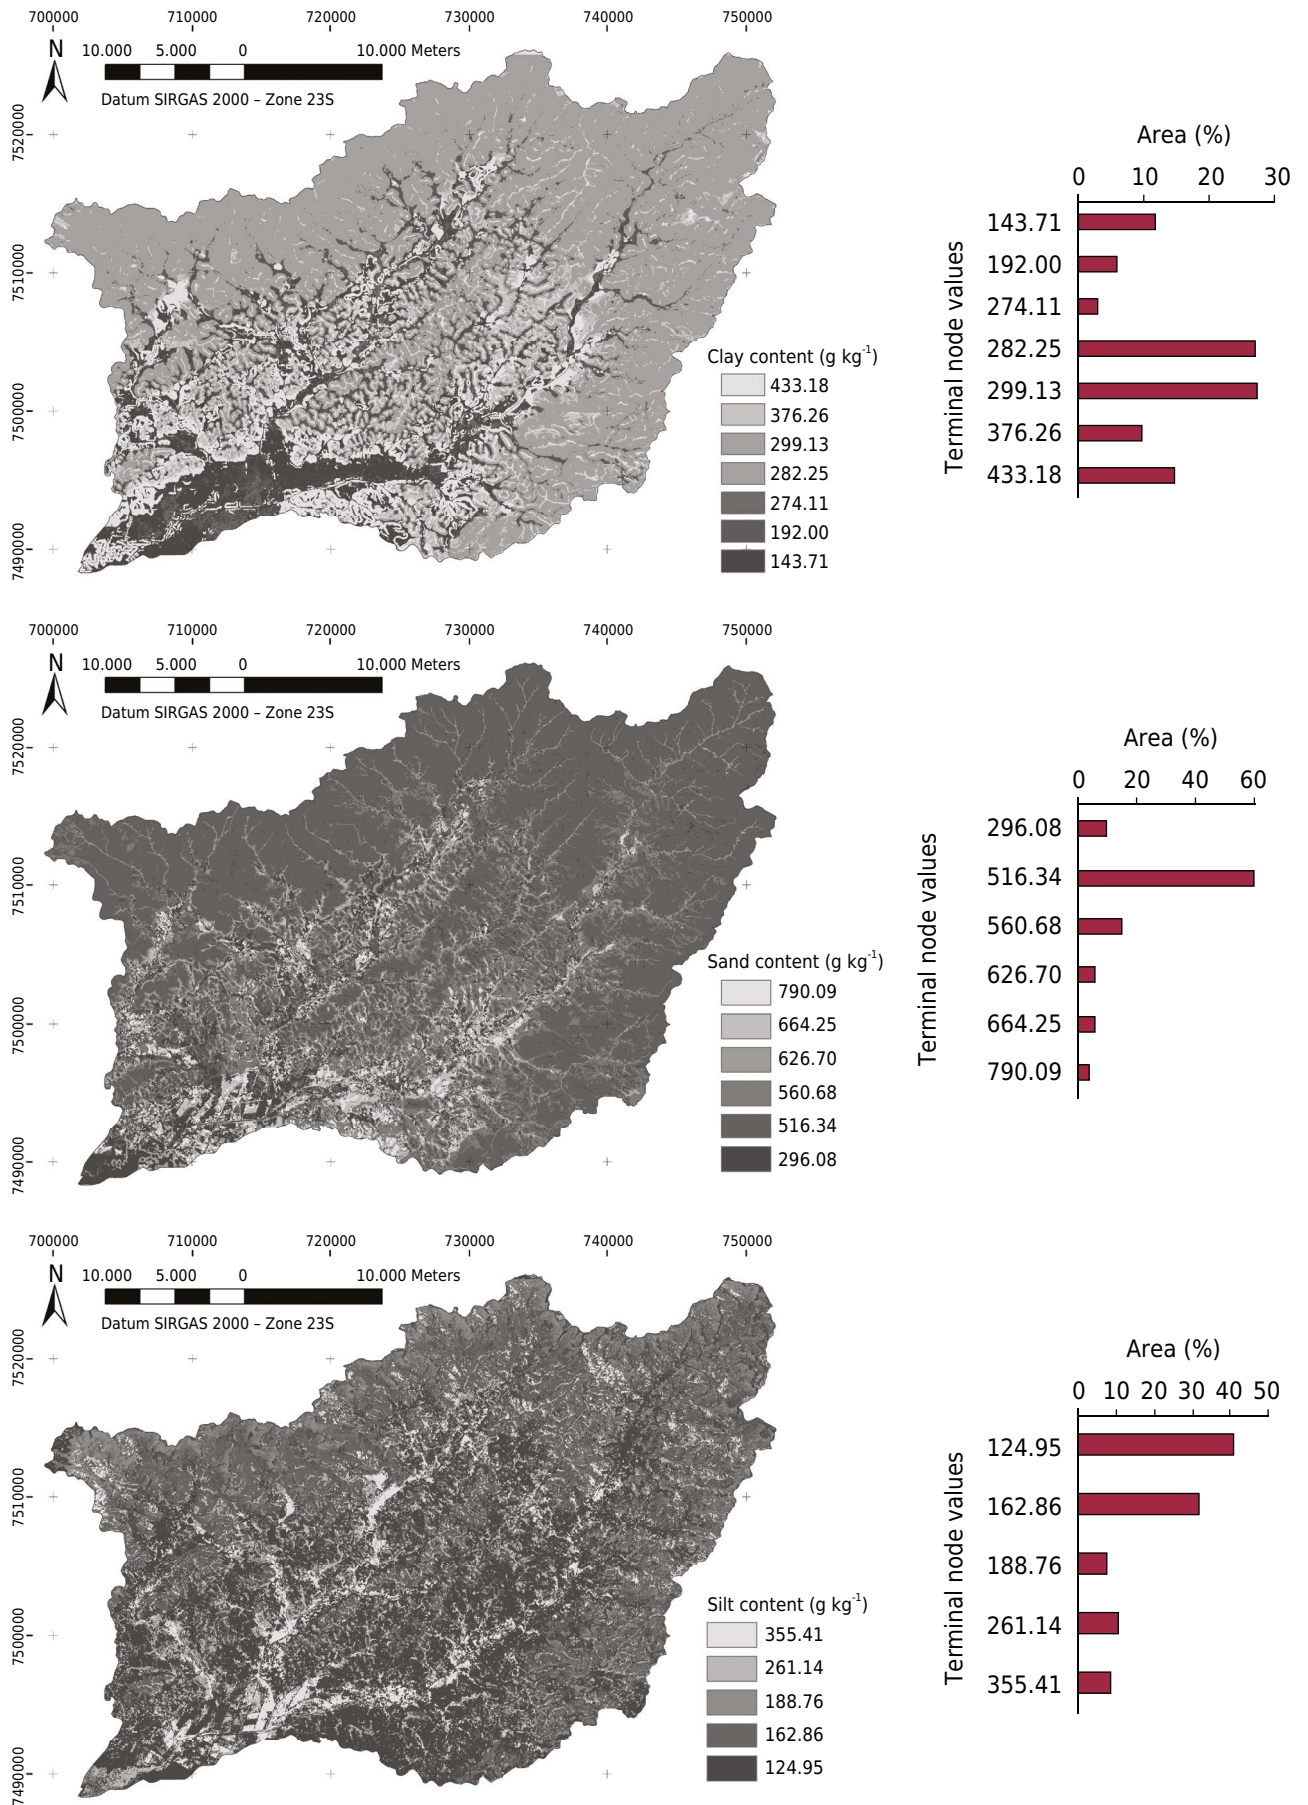 700000 710000 720000 730000 740000 750000
N 10.000 5.000 0 10.000 Meters
Datum SIRGAS 2000 – Zone 23S
7520000
7510000
7500000
7490000
Clay content (g kg-1)
433.18
376.26
299.13
282.25
274.11
192.00
143.71
Area (%)
0 10 20 30
Terminal node values
143.71
192.00
274.11
282.25
299.13
376.26
433.18
700000 710000 720000 730000 740000 750000
N 10.000 5.000 0 10.000 Meters
Datum SIRGAS 2000 – Zone 23S
7520000
7510000
7500000
7490000
Sand content (g kg-1)
790.09
664.25
626.70
560.68
516.34
296.08
Area (%)
0 20 40 60
Terminal node values
296.08
516.34
560.68
626.70
664.25
790.09
700000 710000 720000 730000 740000 750000
N 10.000 5.000 0 10.000 Meters
Datum SIRGAS 2000 – Zone 23S
7520000
7510000
7500000
7490000
Silt content (g kg-1)
355.41
261.14
188.76
162.86
124.95
Area (%)
0 10 20 30 40 50
Terminal node values
124.95
162.86
188.76
261.14
355.41